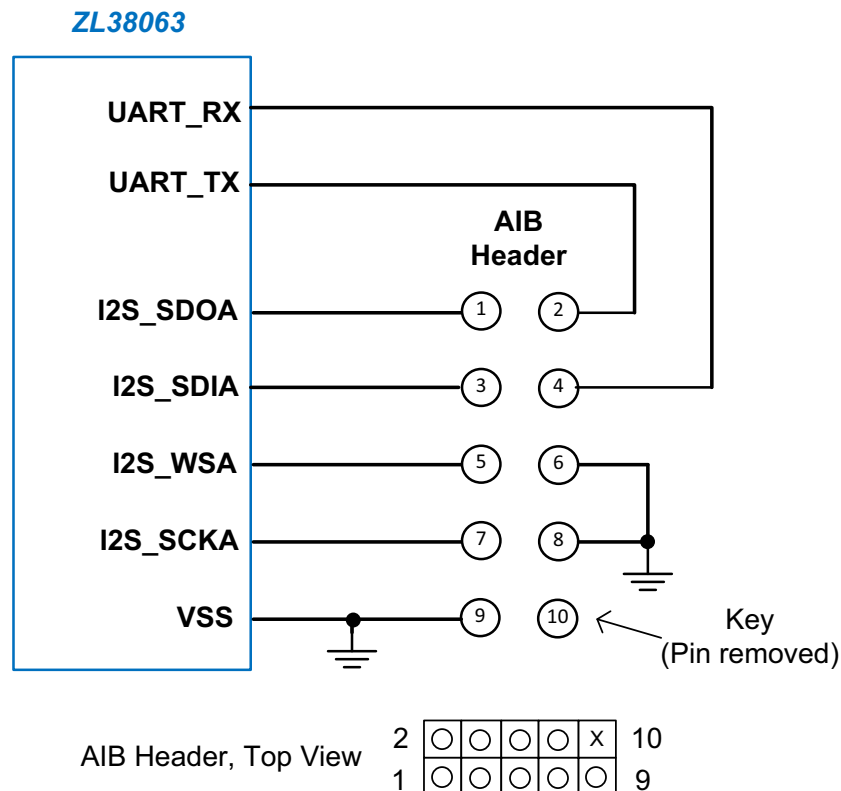 ZL38063
UART_RX
UART_TX
AIB
Header
I2S_SDOA 1 2
I2S_SDIA 3 4
I2S_WSA 5 6
I2S_SCKA 7 8
VSS 9 10
Key
(Pin removed)
AIB Header, Top View
2 X 10
1 9